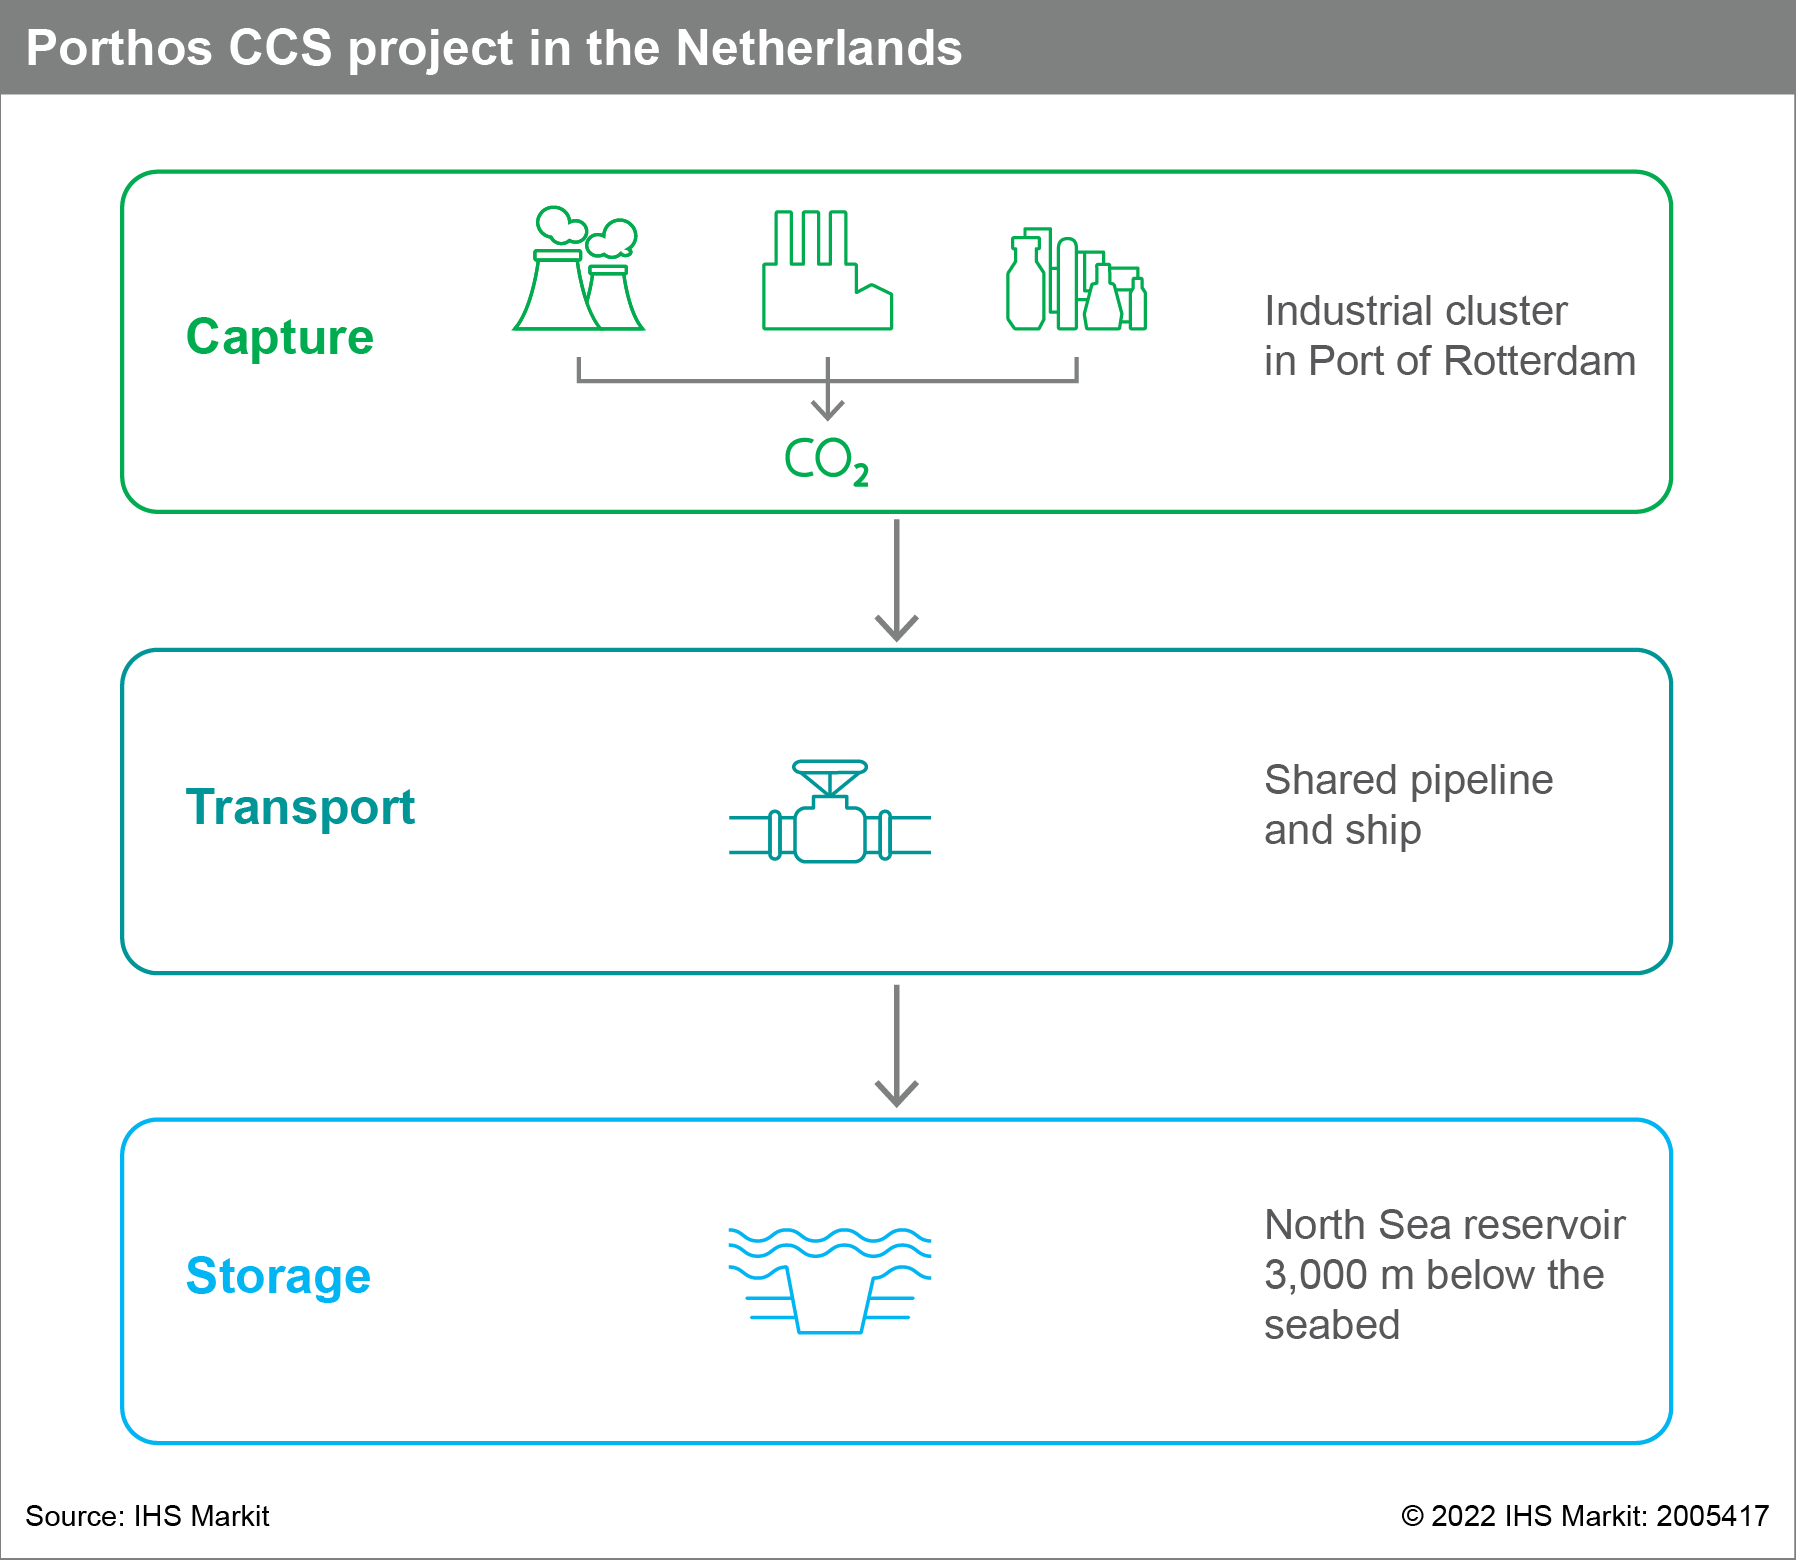 Porthos CCS project in the Netherlands
Capture
Industrial cluster
in Port of Rotterdam
CO₂
Transport
Shared pipeline
and ship
Storage
North Sea reservoir
3,000 m below the
seabed
Source: IHS Markit
© 2022 IHS Markit: 2005417